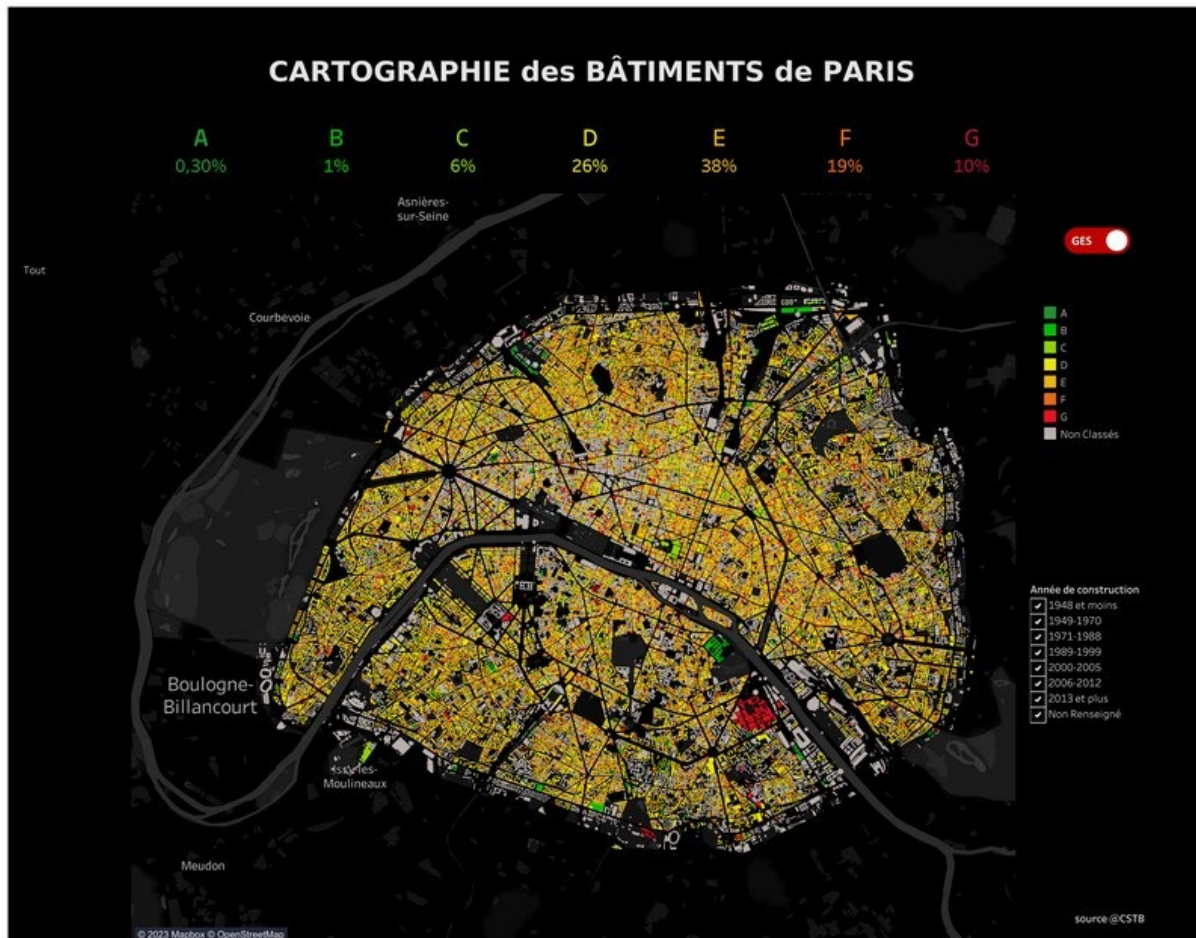 CARTOGRAPHIE des BÂTIMENTS de PARIS
A B C D E F G
0,30% 1% 6% 26% 38% 19% 10%
Asnières-
sur-Seine
GES
Tout
Courbevoie
A
B
C
D
E
F
G
Non Classés
Année de construction
1948 et moins
1949-1970
1971-1988
1989-1999
2000-2005
2006-2012
2013 et plus
Non Renseigné
Boulogne-
Billancourt
Issy-les-
Moulineaux
Meudon
source @CSTB
© 2023 Mapbox © OpenStreetMap